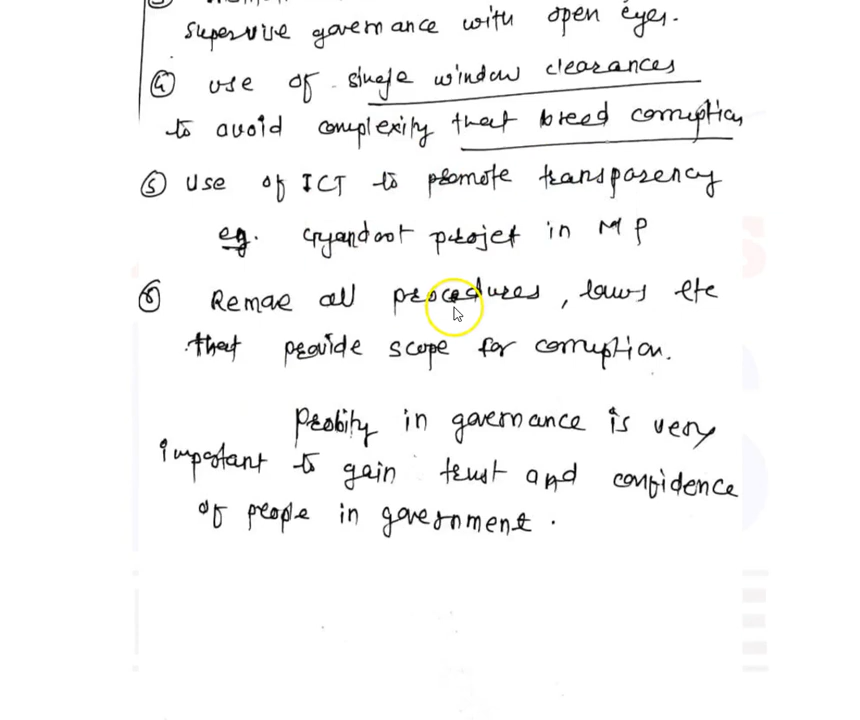 supervise governance with open eyes.
④ use of single window clearances
to avoid complexity that breed corruption
⑤ Use of ICT to promote transparency
eg. Gyandoot projet in MP
⑥ Remove all procedures, laws etc
that provide scope for corruption.
Probity in governance is very
important to gain trust and confidence
of people in government.